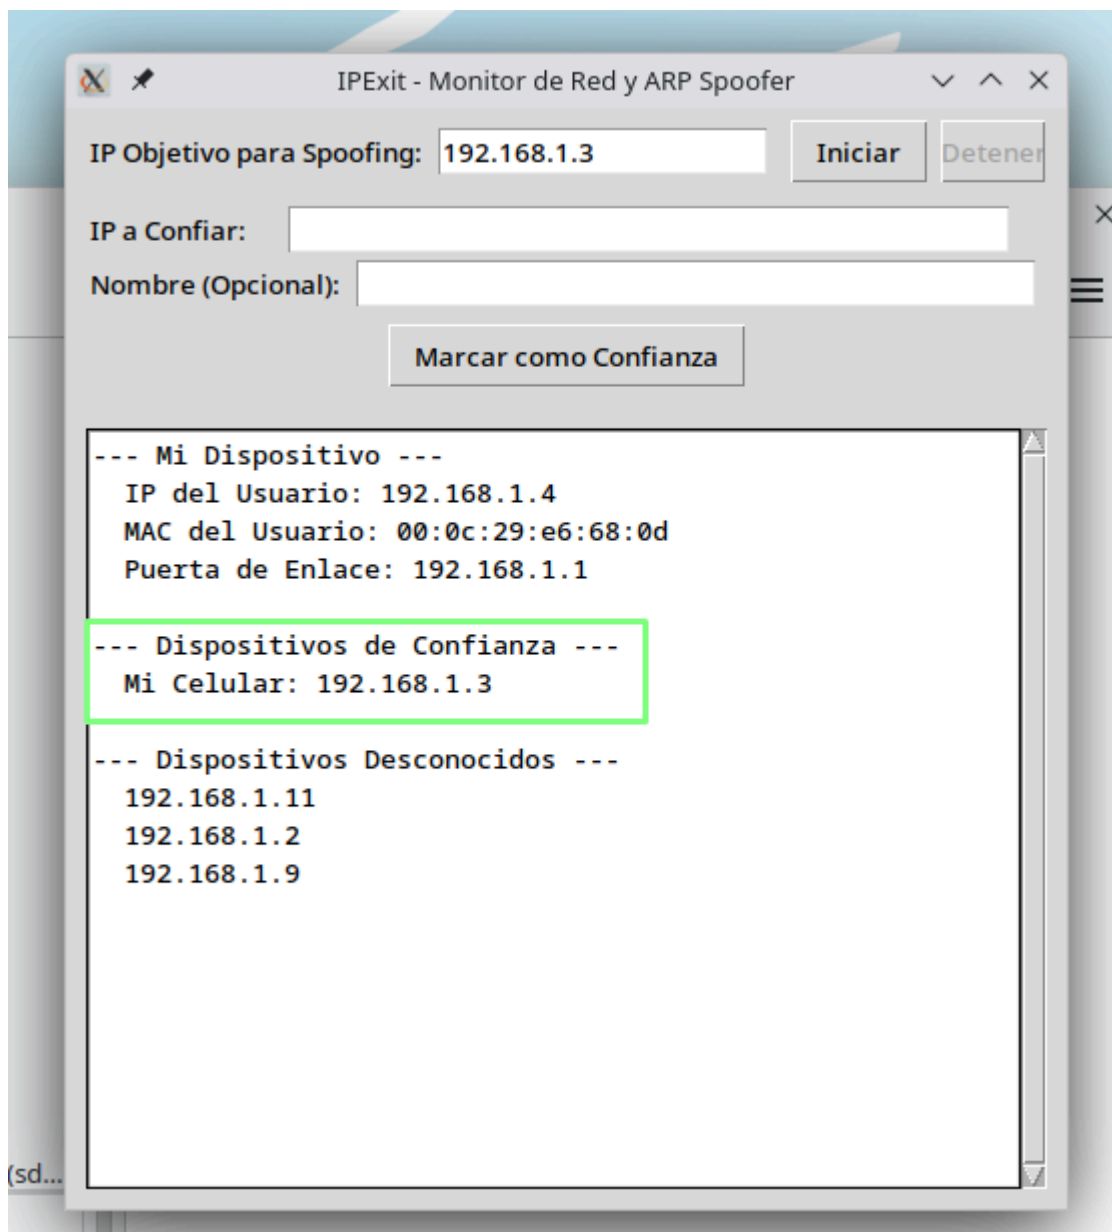 IPExit - Monitor de Red y ARP Spoofer
IP Objetivo para Spoofing: 192.168.1.3 Iniciar Detener
IP a Confiar:
Nombre (Opcional):
Marcar como Confianza
--- Mi Dispositivo ---
IP del Usuario: 192.168.1.4
MAC del Usuario: 00:0c:29:e6:68:0d
Puerta de Enlace: 192.168.1.1
--- Dispositivos de Confianza ---
Mi Celular: 192.168.1.3
--- Dispositivos Desconocidos ---
192.168.1.11
192.168.1.2
192.168.1.9
(sd...